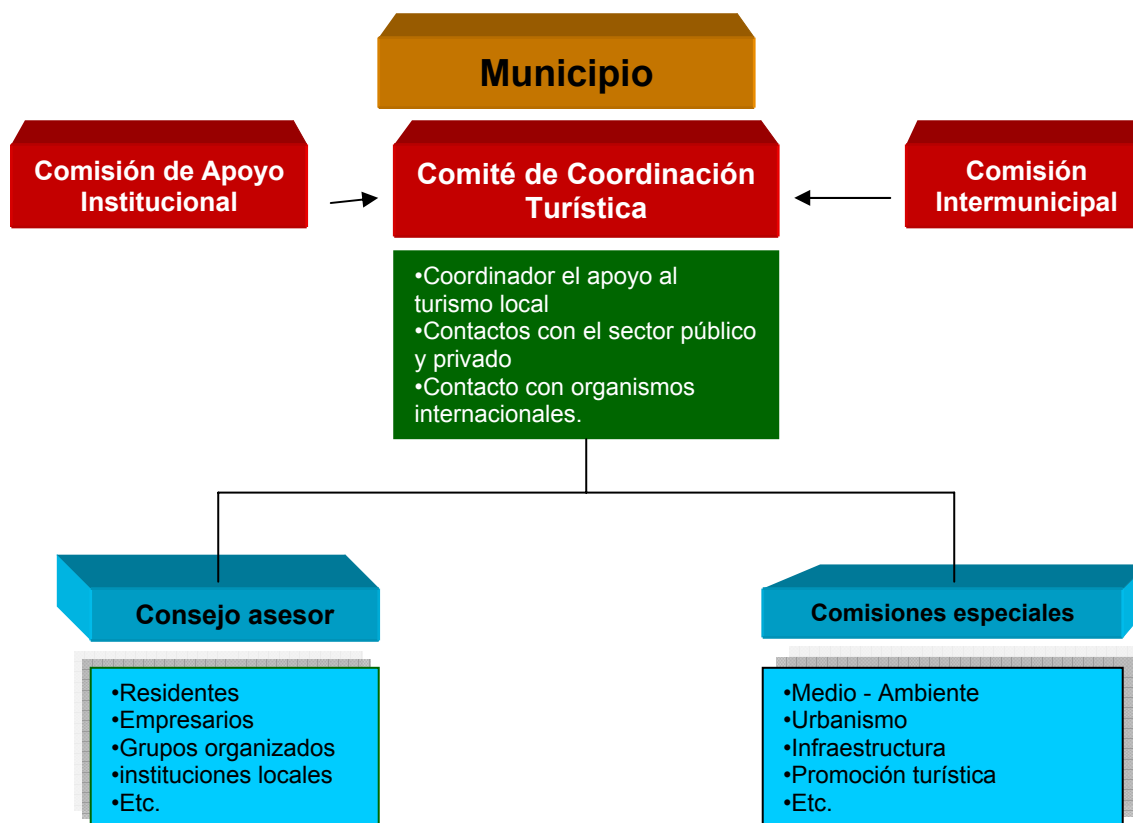 Municipio
Comisión de Apoyo
Institucional
Comité de Coordinación
Turística
Comisión
Intermunicipal
•Coordinador el apoyo al
turismo local
•Contactos con el sector público
y privado
•Contacto con organismos
internacionales.
Consejo asesor
•Residentes
•Empresarios
•Grupos organizados
•instituciones locales
•Etc.
Comisiones especiales
•Medio - Ambiente
•Urbanismo
•Infraestructura
•Promoción turística
•Etc.